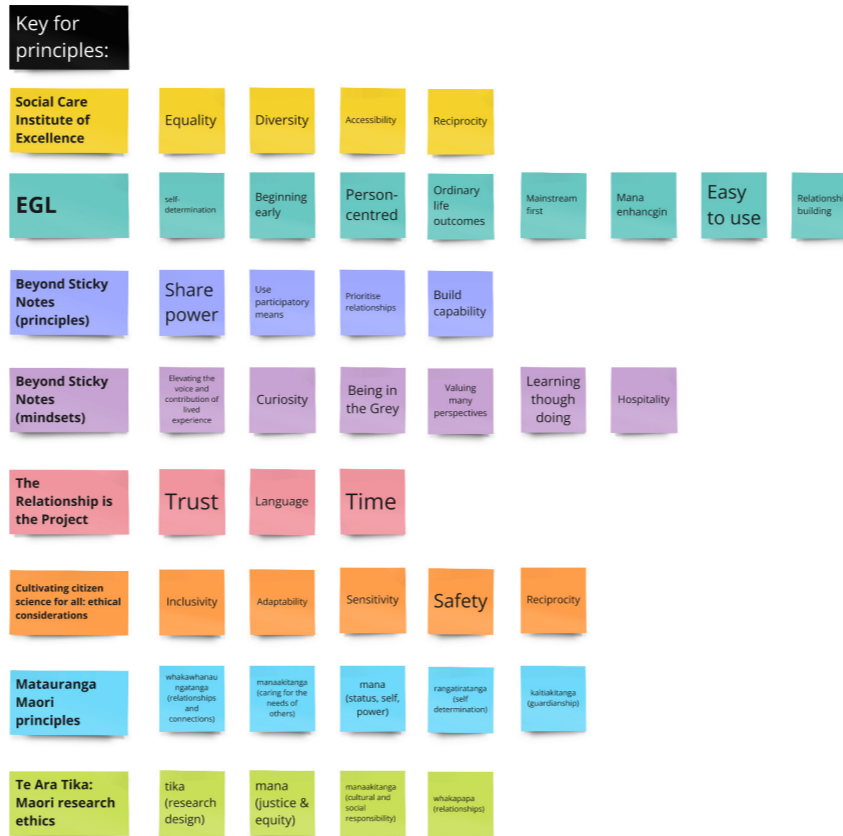 Key for
principles:
Social Care
Institute of
Excellence
Equality
Diversity
Accessibility
Reciprocity
EGL
self-
determination
Beginning
early
Person-
centred
Ordinary
life
outcomes
Mainstream
first
Mana
enhancgin
Easy
to use
Relationship
building
Beyond Sticky
Notes
(principles)
Share
power
Use
participatory
means
Prioritise
relationships
Build
capability
Beyond Sticky
Notes
(mindsets)
Elevating the
voice and
contribution of
lived
experience
Curiosity
Being in
the Grey
Valuing
many
perspectives
Learning
though
doing
Hospitality
The
Relationship is
the Project
Trust
Language
Time
Cultivating citizen
science for all: ethical
considerations
Inclusivity
Adaptability
Sensitivity
Safety
Reciprocity
Matauranga
Maori
principles
whakawhanau
ngatanga
(relationships
and
connections)
manaakitanga
(caring for the
needs of
others)
mana
(status, self,
power)
rangatiratanga
(self
determination)
kaitiakitanga
(guardianship)
Te Ara Tika:
Maori research
ethics
tika
(research
design)
mana
(justice &
equity)
manaakitanga
(cultural and
social
responsibility)
whakapapa
(relationships)